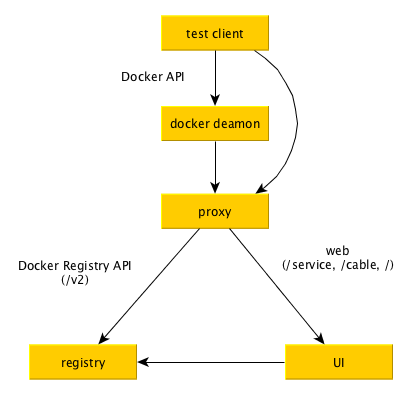 test client
Docker API
docker deamon
proxy
Docker Registry API
(/v2)
web
(/service, /cable, /)
registry
UI